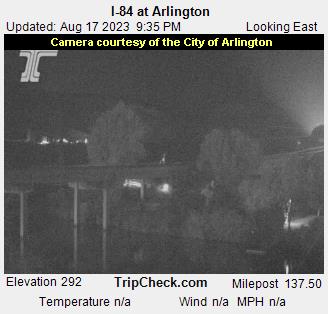 I-84 at Arlington
Updated: Aug 17 2023 9:35 PM Looking East
Camera courtesy of the City of Arlington
Elevation 292 TripCheck.com Milepost 137.50
Temperature n/a Wind n/a MPH n/a